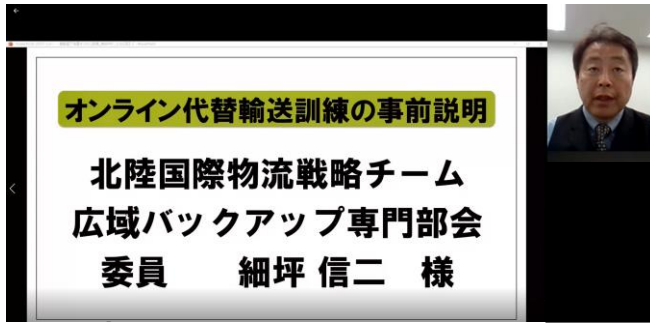 オンライン代替輸送訓練の事前説明
北陸国際物流戦略チーム
広域バックアップ専門部会
委員　　細坪 信二　様